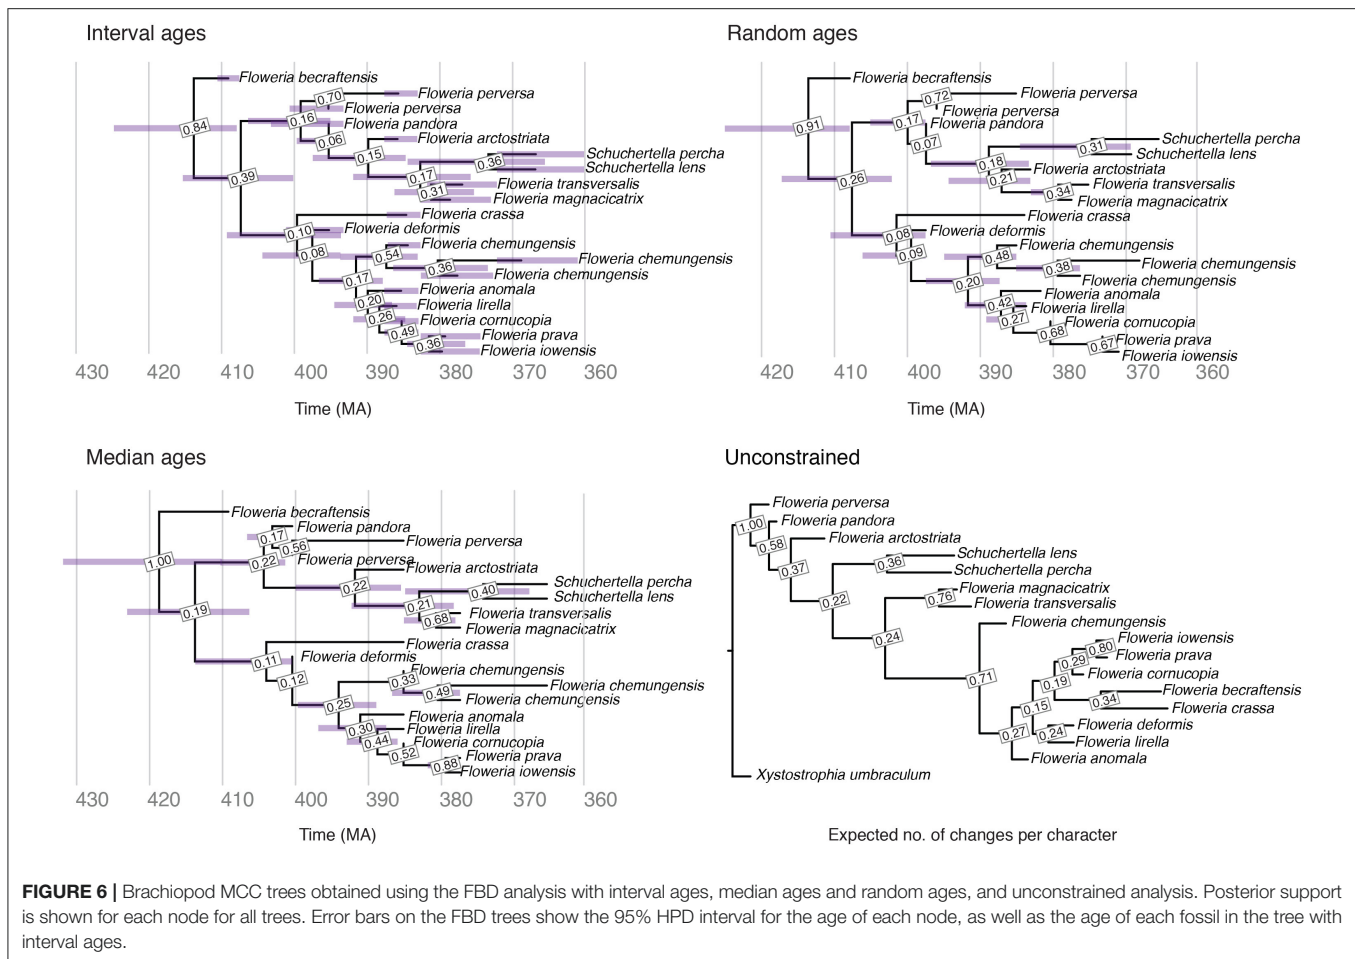 Interval ages
Floweria becraftensis
0.70
Floweria perversa
Floweria perversa
0.16
Floweria pandora
0.84
0.06
Floweria arctostriata
0.15
Schuchertella percha
0.36
Schuchertella lens
0.39
0.17
Floweria transversalis
0.31
Floweria magnacicatrix
Floweria crassa
0.10
Floweria deformis
0.08
Floweria chemungensis
0.54
Floweria chemungensis
0.36
Floweria chemungensis
0.17
Floweria anomala
0.20
Floweria lirella
0.26
Floweria cornucopia
0.49
Floweria prava
0.36
Floweria iowensis
430 420 410 400 390 380 370 360
Time (MA)
Random ages
Floweria becraftensis
0.72
Floweria perversa
Floweria perversa
0.17
Floweria pandora
0.91
0.07
Schuchertella percha
0.31
Schuchertella lens
0.18
Floweria arctostriata
0.26
0.21
Floweria transversalis
0.34
Floweria magnacicatrix
Floweria crassa
0.08
Floweria deformis
0.09
Floweria chemungensis
0.48
Floweria chemungensis
0.38
Floweria chemungensis
0.20
Floweria anomala
0.42
Floweria lirella
0.27
Floweria cornucopia
0.68
Floweria prava
0.67
Floweria iowensis
420 410 400 390 380 370 360
Time (MA)
Median ages
Floweria becraftensis
Floweria pandora
0.17
Floweria perversa
0.56
Floweria perversa
1.00
0.22
Floweria arctostriata
0.22
Schuchertella percha
0.40
Schuchertella lens
0.19
0.21
Floweria transversalis
0.68
Floweria magnacicatrix
Floweria crassa
0.11
Floweria deformis
0.12
Floweria chemungensis
0.33
Floweria chemungensis
0.49
Floweria chemungensis
0.25
Floweria anomala
0.30
Floweria lirella
0.44
Floweria cornucopia
0.52
Floweria prava
0.88
Floweria iowensis
430 420 410 400 390 380 370 360
Time (MA)
Unconstrained
Floweria perversa
1.00
Floweria pandora
0.58
Floweria arctostriata
0.37
Schuchertella lens
0.36
Schuchertella percha
0.22
Floweria magnacicatrix
0.76
Floweria transversalis
0.24
Floweria chemungensis
Floweria iowensis
0.80
Floweria prava
0.29
Floweria cornucopia
0.71
0.19
Floweria becraftensis
0.34
Floweria crassa
0.15
Floweria deformis
0.27
0.24
Floweria lirella
Floweria anomala
Xystostrophia umbraculum
Expected no. of changes per character
FIGURE 6 | Brachiopod MCC trees obtained using the FBD analysis with interval ages, median ages and random ages, and unconstrained analysis. Posterior support
is shown for each node for all trees. Error bars on the FBD trees show the 95% HPD interval for the age of each node, as well as the age of each fossil in the tree with
interval ages.